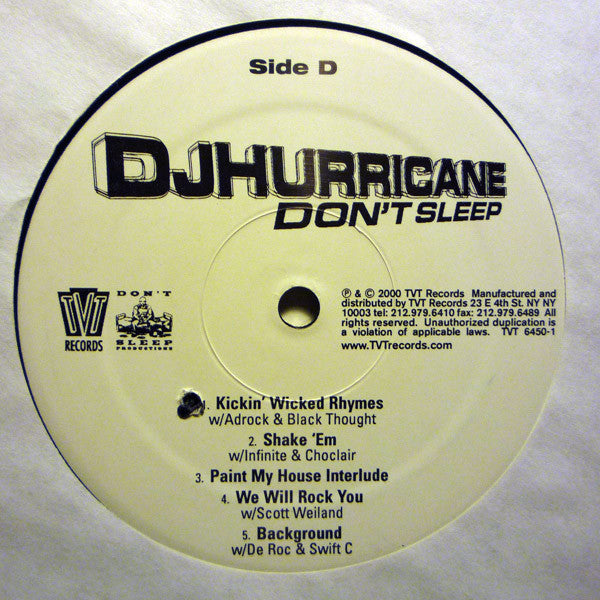 Side D
DJHURRICANE
DON'T SLEEP
TVT
RECORDS
DON'T
SLEEP
PRODUCTIONS
℗ & © 2000 TVT Records Manufactured and
distributed by TVT Records 23 E 4th St. NY NY
10003 tel: 212.979.6410 fax: 212.979.6489 All
rights reserved. Unauthorized duplication is
a violation of applicable laws. TVT 6450-1
www.TVTrecords.com
1. Kickin' Wicked Rhymes
w/Adrock & Black Thought
2. Shake 'Em
w/Infinite & Choclair
3. Paint My House Interlude
4. We Will Rock You
w/Scott Weiland
5. Background
w/De Roc & Swift C